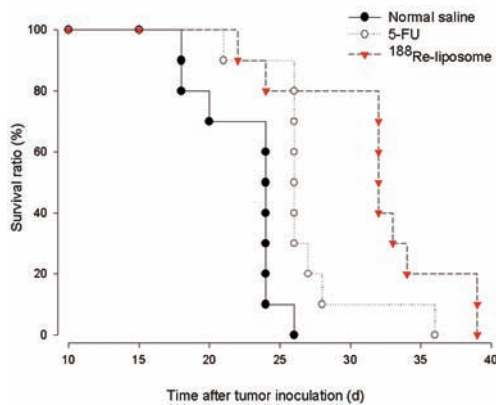 Normal saline
5-FU
188Re-liposome
Survival ratio (%)
100
80
60
40
20
0
10
15
20
25
30
35
40
Time after tumor inoculation (d)